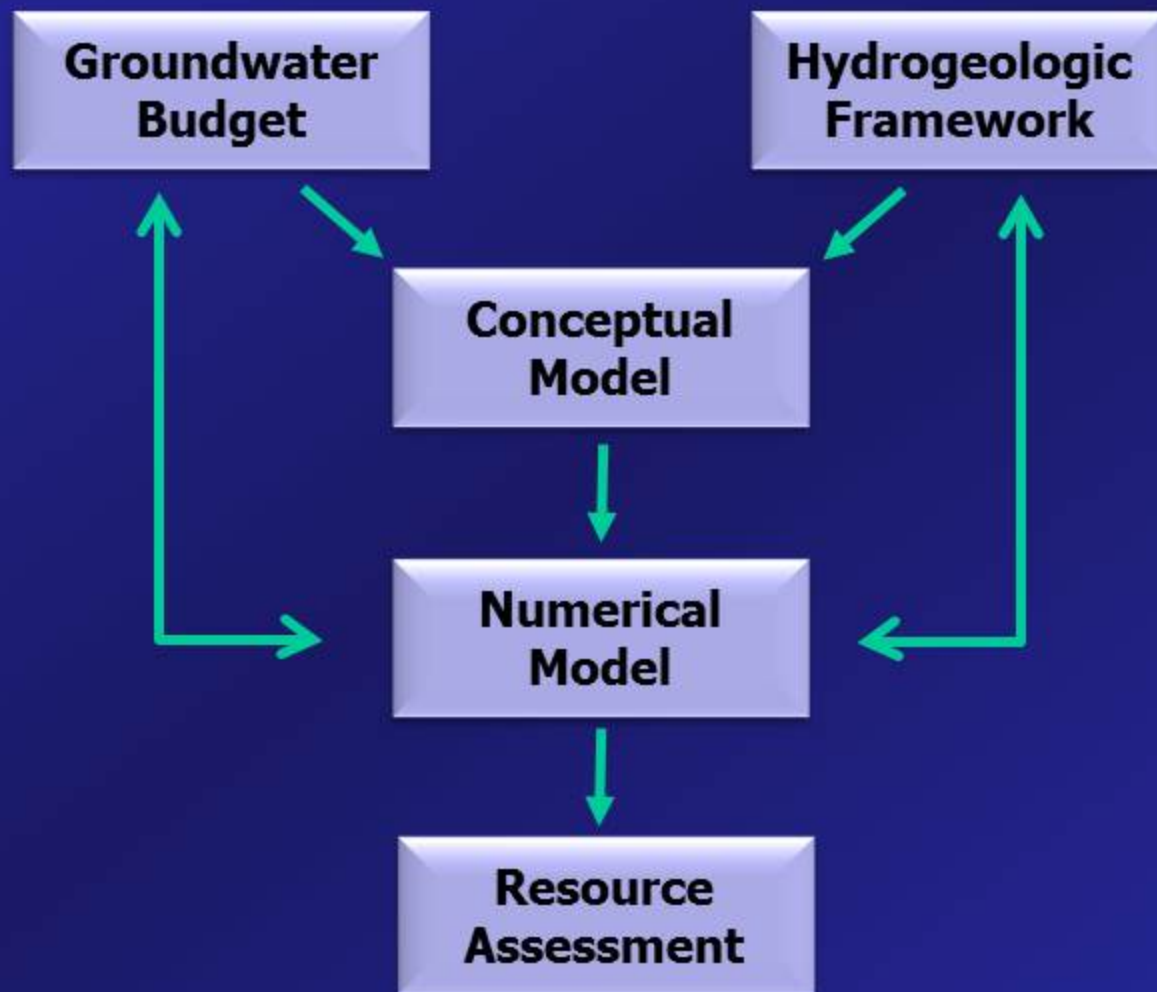 Groundwater
Budget
Hydrogeologic
Framework
Conceptual
Model
Numerical
Model
Resource
Assessment